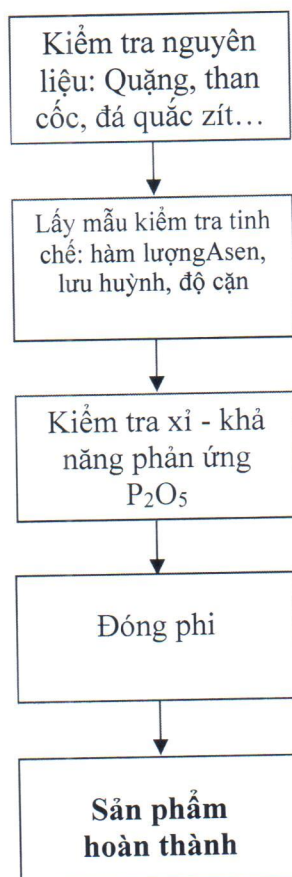 Kiểm tra nguyên
liệu: Quặng, than
cốc, đá quắc zít…
Lấy mẫu kiểm tra tinh
chế: hàm lượngAsen,
lưu huỳnh, độ cặn
Kiểm tra xỉ - khả
năng phản ứng
P₂O₅
Đóng phi
Sản phẩm
hoàn thành